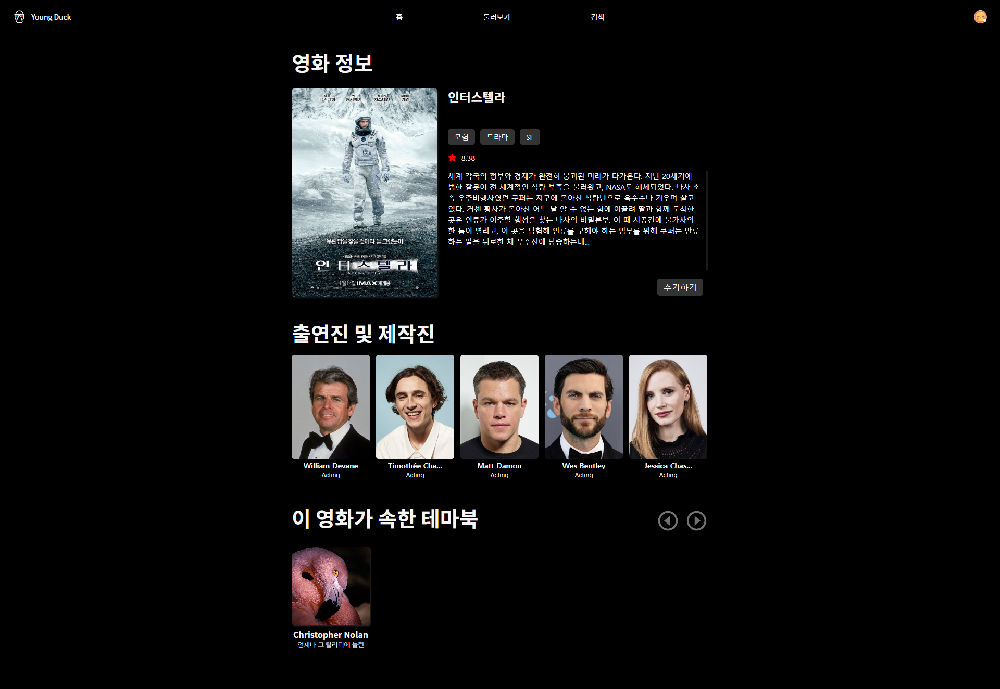 Young Duck
홈
둘러보기
검색
영화 정보
매튜 맥커너히
앤 해서웨이
제시카 차스테인
마이클 케인
우린 답을 찾을 것이다 늘 그랬듯이
인터스텔라
INTERSTELLAR
1월 14일 IMAX 재개봉
인터스텔라
모험
드라마
SF
8.38
세계 각국의 정부와 경제가 완전히 붕괴된 미래가 다가온다. 지난 20세기에
범한 잘못이 전 세계적인 식량 부족을 불러왔고, NASA도 해체되었다. 나사 소
속 우주비행사였던 쿠퍼는 지구에 몰아친 식량난으로 옥수수나 키우며 살고
있다. 거센 황사가 몰아친 어느 날 알 수 없는 힘에 이끌려 딸과 함께 도착한
곳은 인류가 이주할 행성을 찾는 나사의 비밀본부. 이 때 시공간에 불가사의
한 틈이 열리고, 이 곳을 탐험해 인류를 구해야 하는 임무를 위해 쿠퍼는 만류
하는 딸을 뒤로한 채 우주선에 탑승하는데...
추가하기
출연진 및 제작진
William Devane
Acting
Timothée Cha...
Acting
Matt Damon
Acting
Wes Bentley
Acting
Jessica Chas...
Acting
이 영화가 속한 테마북
Christopher Nolan
언제나 그 퀄리티에 놀란